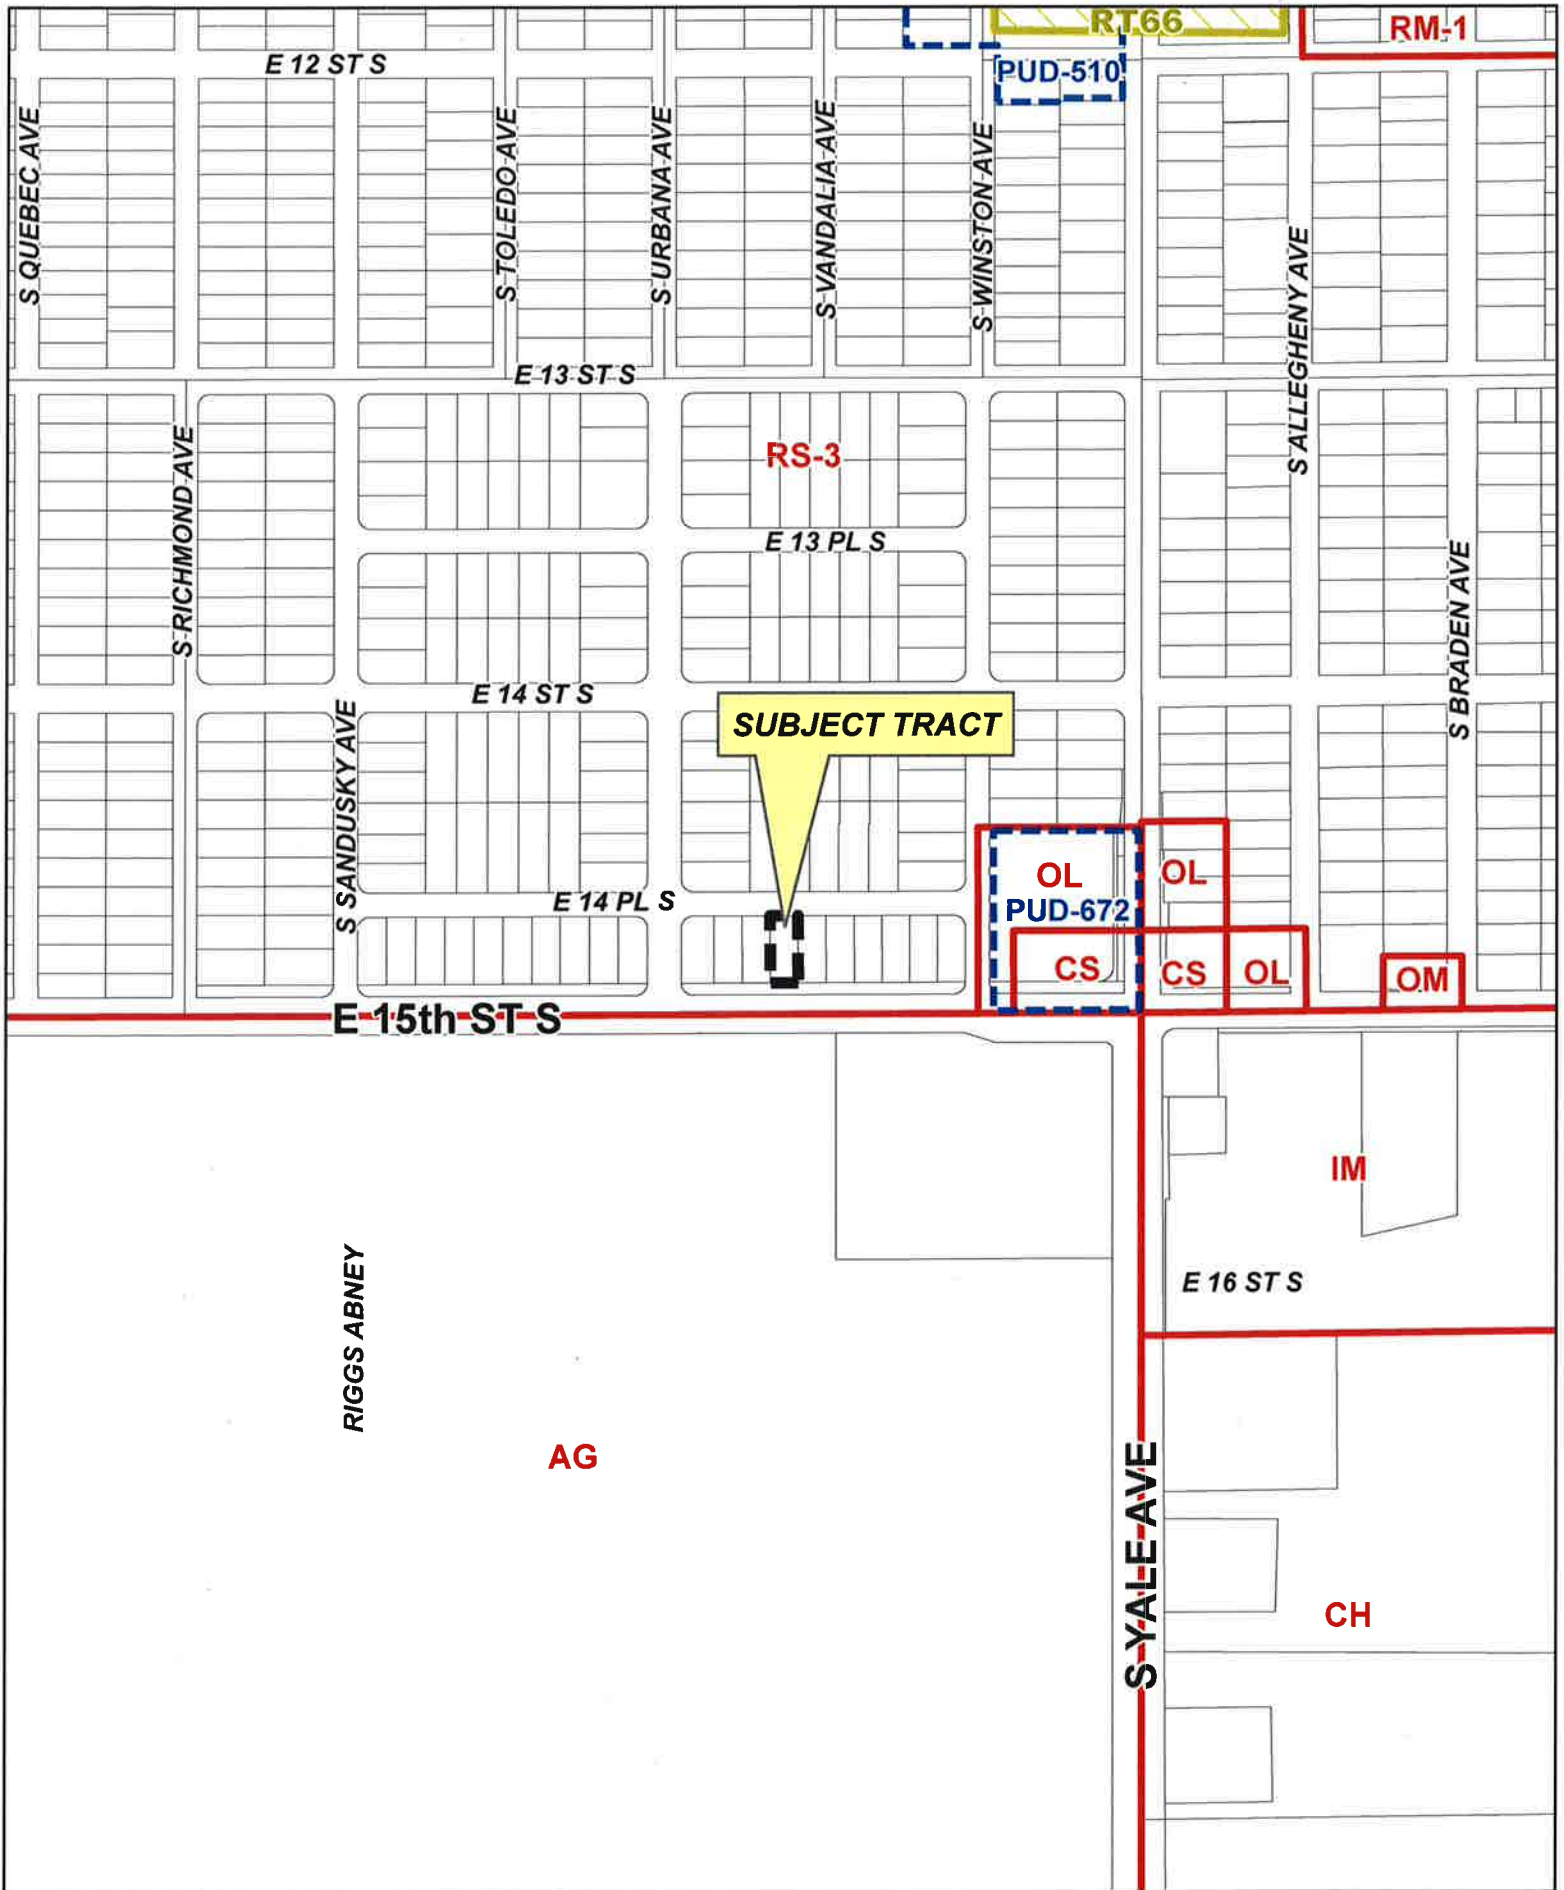 RT66
RM-1
E 12 ST S
PUD-510
S QUEBEC AVE
S TOLEDO AVE
S URBANA AVE
S VANDALIA AVE
S WINSTON AVE
S ALLEGHENY AVE
E 13 ST S
S RICHMOND AVE
RS-3
E 13 PL S
S BRADEN AVE
E 14 ST S
SUBJECT TRACT
S SANDUSKY AVE
OL
OL
E 14 PL S
PUD-672
CS
CS
OL
OM
E 15th ST S
IM
RIGGS ABNEY
E 16 ST S
AG
S YALE AVE
CH